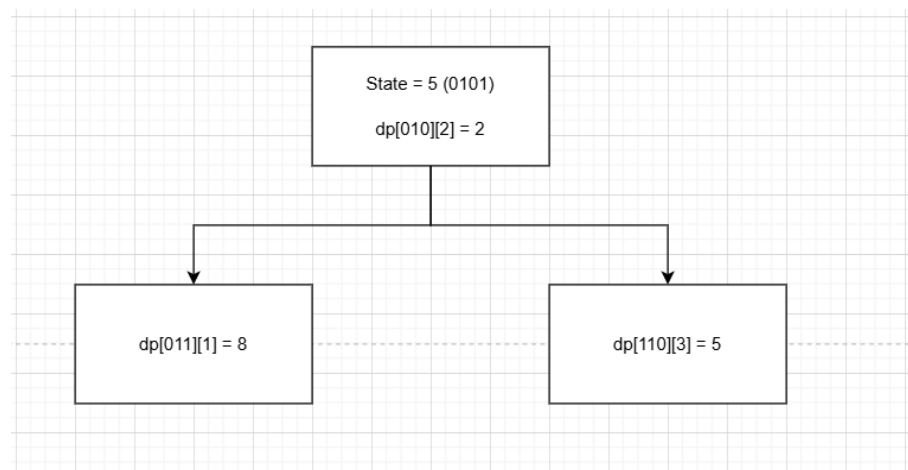 State = 5 (0101)
dp[010][2] = 2
dp[011][1] = 8
dp[110][3] = 5